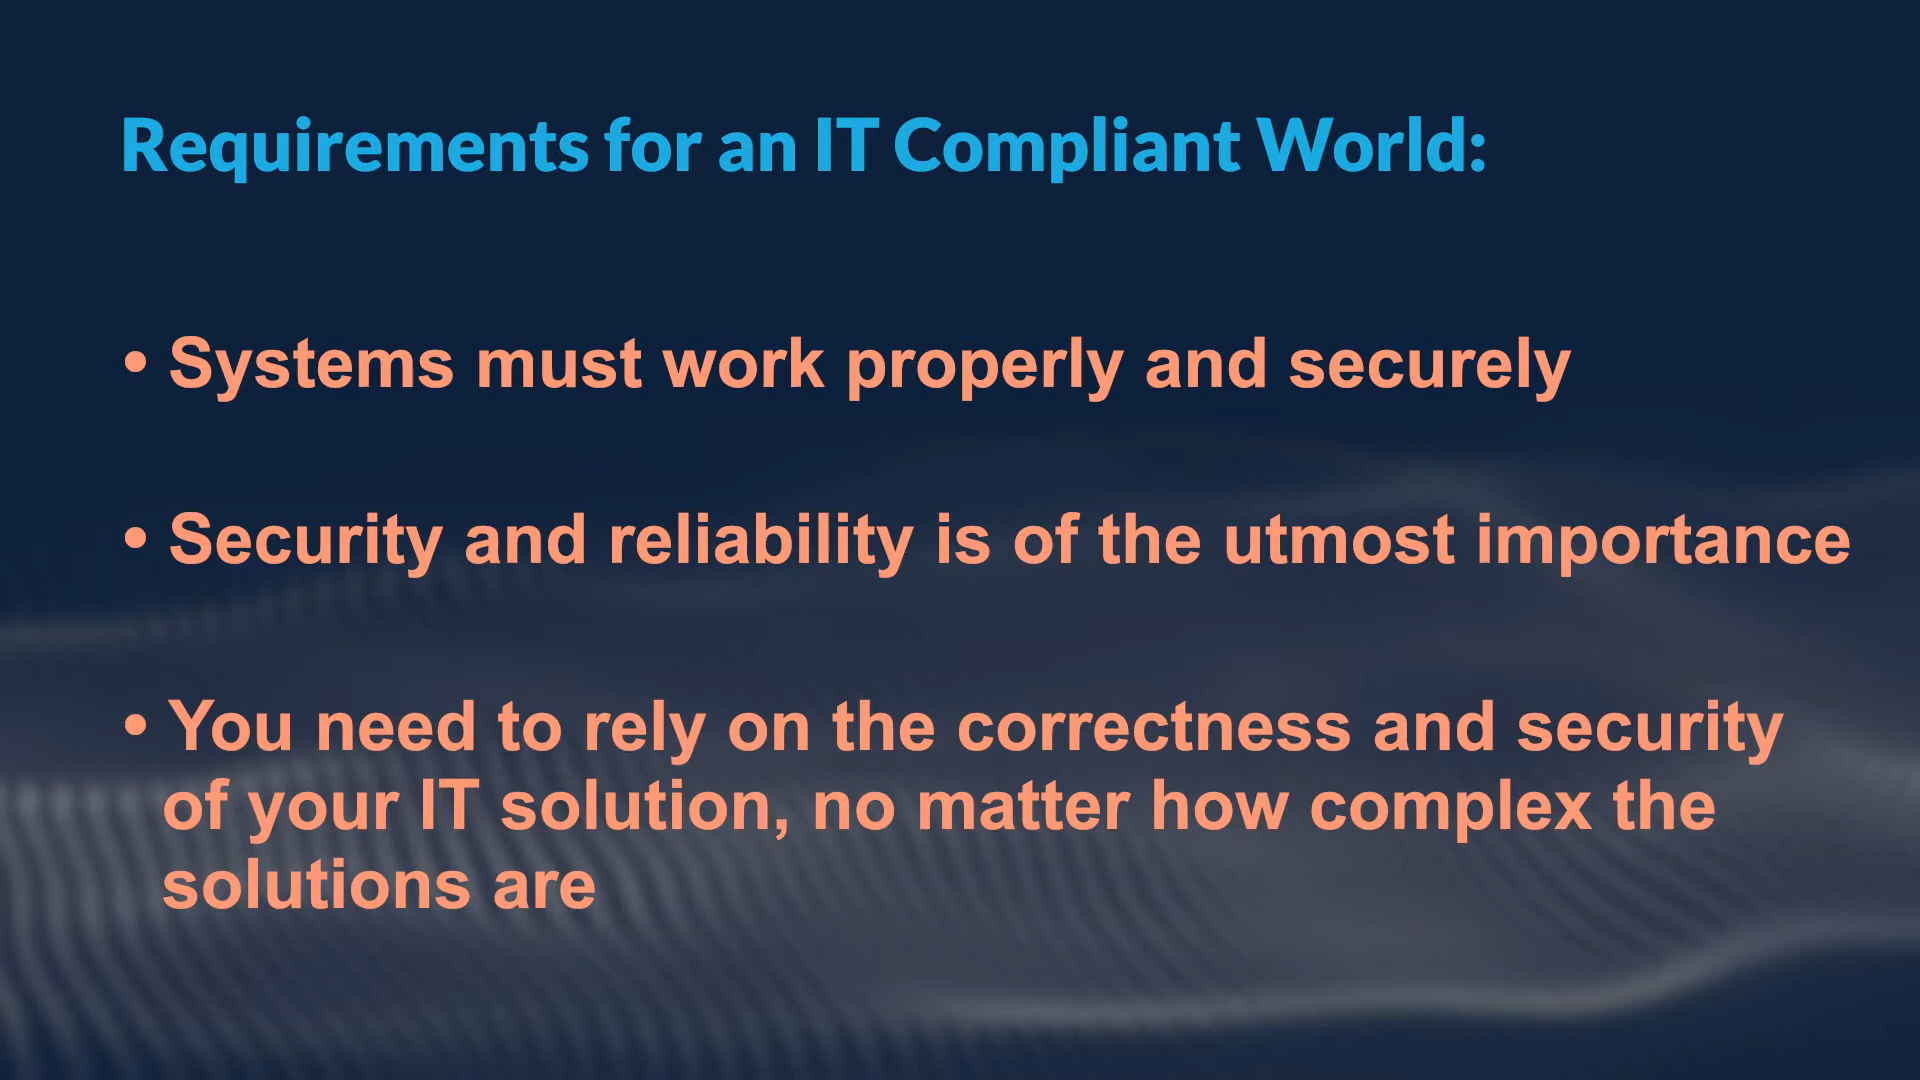 Requirements for an IT Compliant World:
• Systems must work properly and securely
• Security and reliability is of the utmost importance
• You need to rely on the correctness and security
of your IT solution, no matter how complex the
solutions are